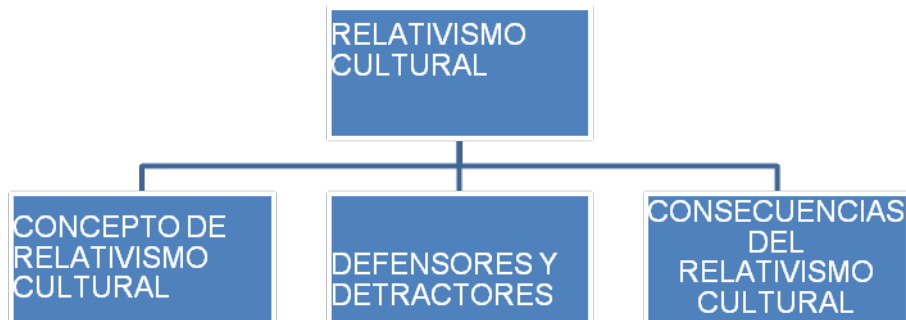 RELATIVISMO
CULTURAL
CONCEPTO DE
RELATIVISMO
CULTURAL
DEFENSORES Y
DETRACTORES
CONSECUENCIAS
DEL
RELATIVISMO
CULTURAL